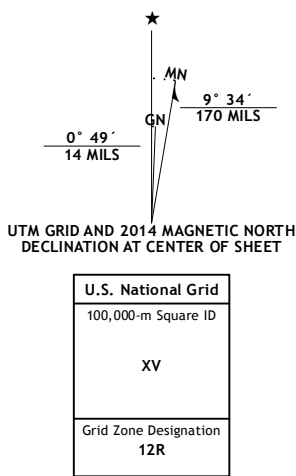 ★
MN
9° 34´
170 MILS
GN
0° 49´
14 MILS
UTM GRID AND 2014 MAGNETIC NORTH
DECLINATION AT CENTER OF SHEET
U.S. National Grid
100,000-m Square ID
XV
Grid Zone Designation
12R